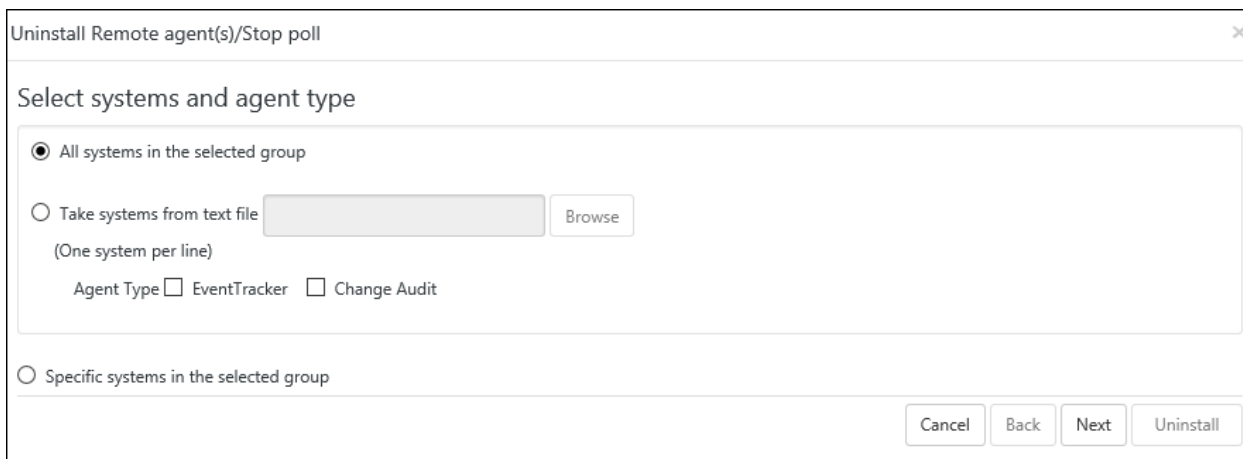 Uninstall Remote agent(s)/Stop poll
Select systems and agent type
All systems in the selected group
Take systems from text file Browse
(One system per line)
Agent Type EventTracker Change Audit
Specific systems in the selected group
Cancel Back Next Uninstall